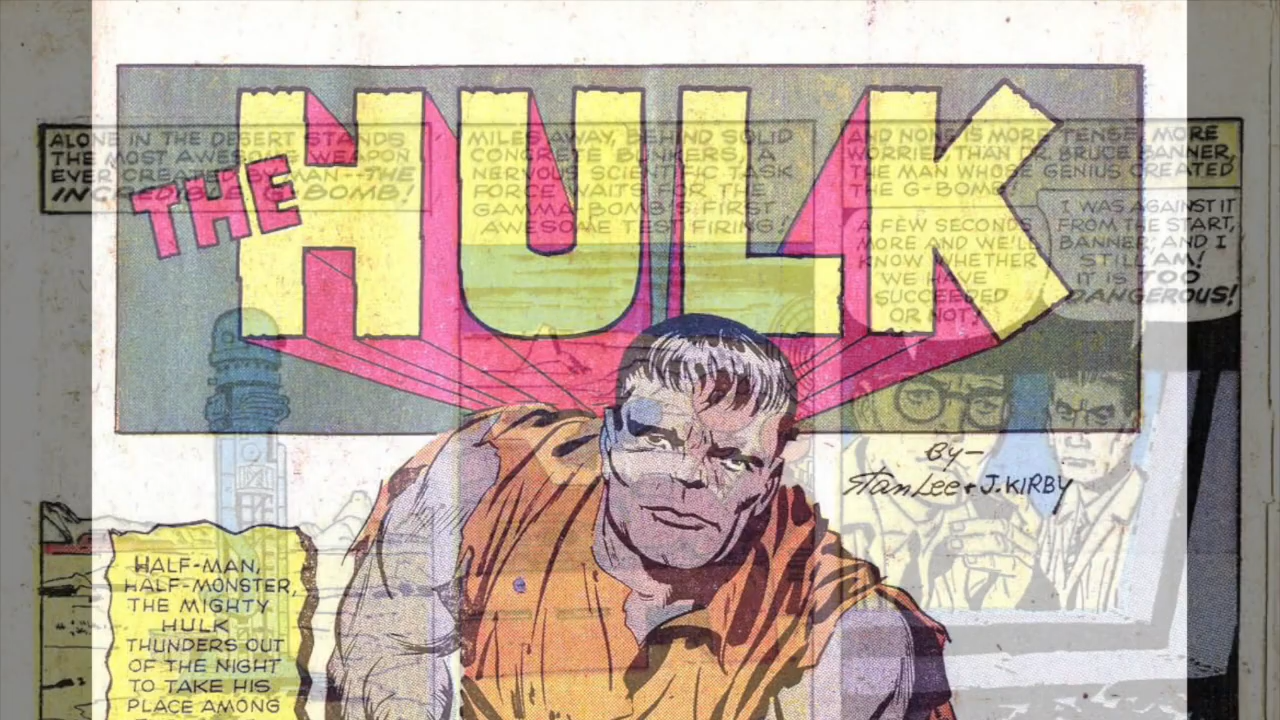 THE
HULK
ALONE IN THE DESERT STANDS
THE MOST AWESOME WEAPON
EVER CREATED BY MAN--THE
INCREDIBLE G-BOMB!
MILES AWAY, BEHIND SOLID
CONCRETE BUNKERS, A
NERVOUS SCIENTIFIC TASK
FORCE WAITS FOR THE
GAMMA-BOMB'S FIRST
AWESOME TEST FIRING!
AND NONE IS MORE TENSE, MORE
WORRIED THAN DR. BRUCE BANNER,
THE MAN WHOSE GENIUS CREATED
THE G-BOMB!
A FEW SECONDS
MORE AND WE'LL
KNOW WHETHER
WE HAVE
SUCCEEDED
OR NOT!
I WAS AGAINST IT
FROM THE START,
BANNER, AND I
STILL AM!
IT IS TOO
DANGEROUS!
BY-
Stan Lee + J. KIRBY
HALF-MAN,
HALF-MONSTER,
THE MIGHTY
HULK
THUNDERS OUT
OF THE NIGHT
TO TAKE HIS
PLACE AMONG